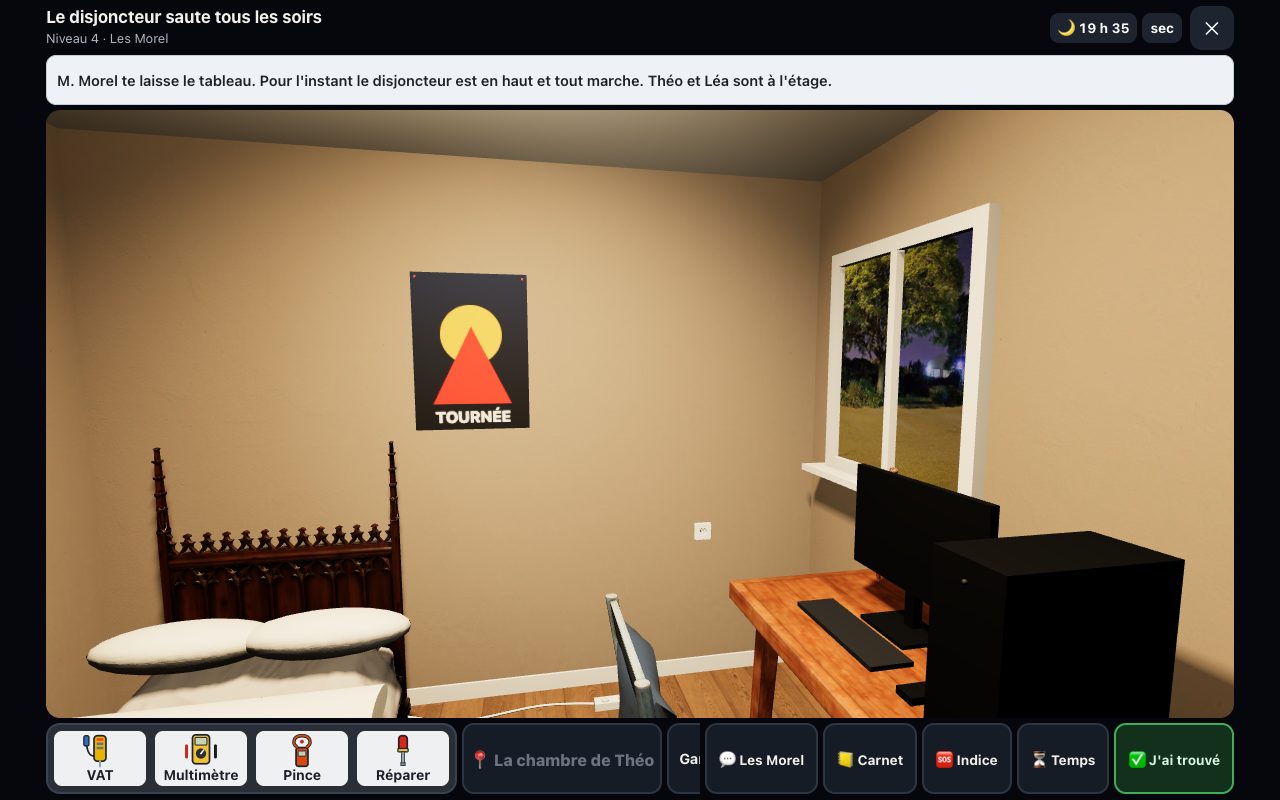 Le disjoncteur saute tous les soirs
Niveau 4 · Les Morel
🌙 19 h 35
sec
M. Morel te laisse le tableau. Pour l'instant le disjoncteur est en haut et tout marche. Théo et Léa sont à l'étage.
TOURNÉE
VAT
Multimètre
Pince
Réparer
📍 La chambre de Théo
💬 Les Morel
📒 Carnet
🆘 Indice
⏳ Temps
✅ J'ai trouvé